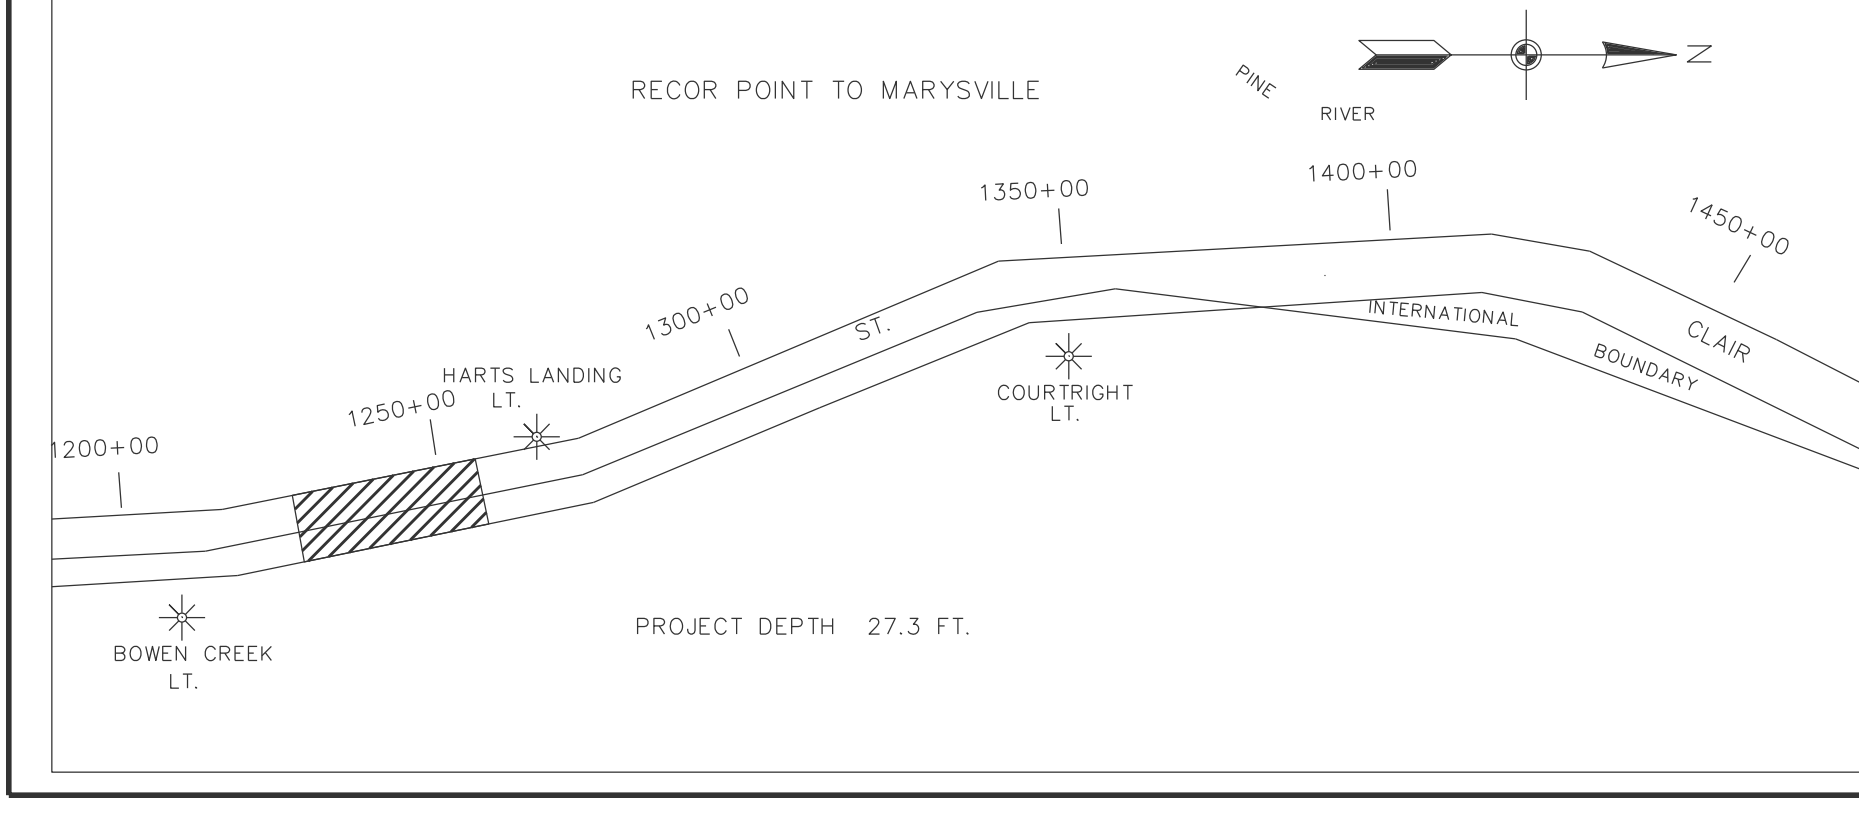 N
RECOR POINT TO MARYSVILLE
PINE
RIVER
1400+00
1350+00
1450+00
1300+00
ST.
INTERNATIONAL
CLAIR
BOUNDARY
HARTS LANDING
LT.
1250+00
COURTRIGHT
LT.
1200+00
PROJECT DEPTH 27.3 FT.
BOWEN CREEK
LT.